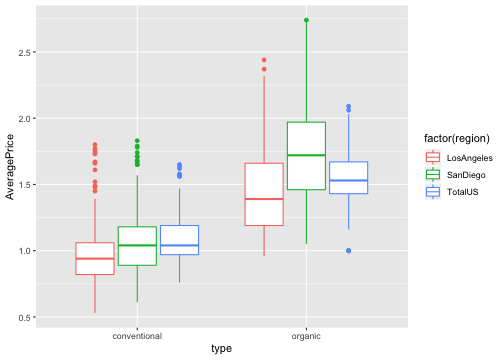 2.5
2.0
1.5
1.0
0.5
AveragePrice
conventional
organic
type
factor(region)
LosAngeles
SanDiego
TotalUS